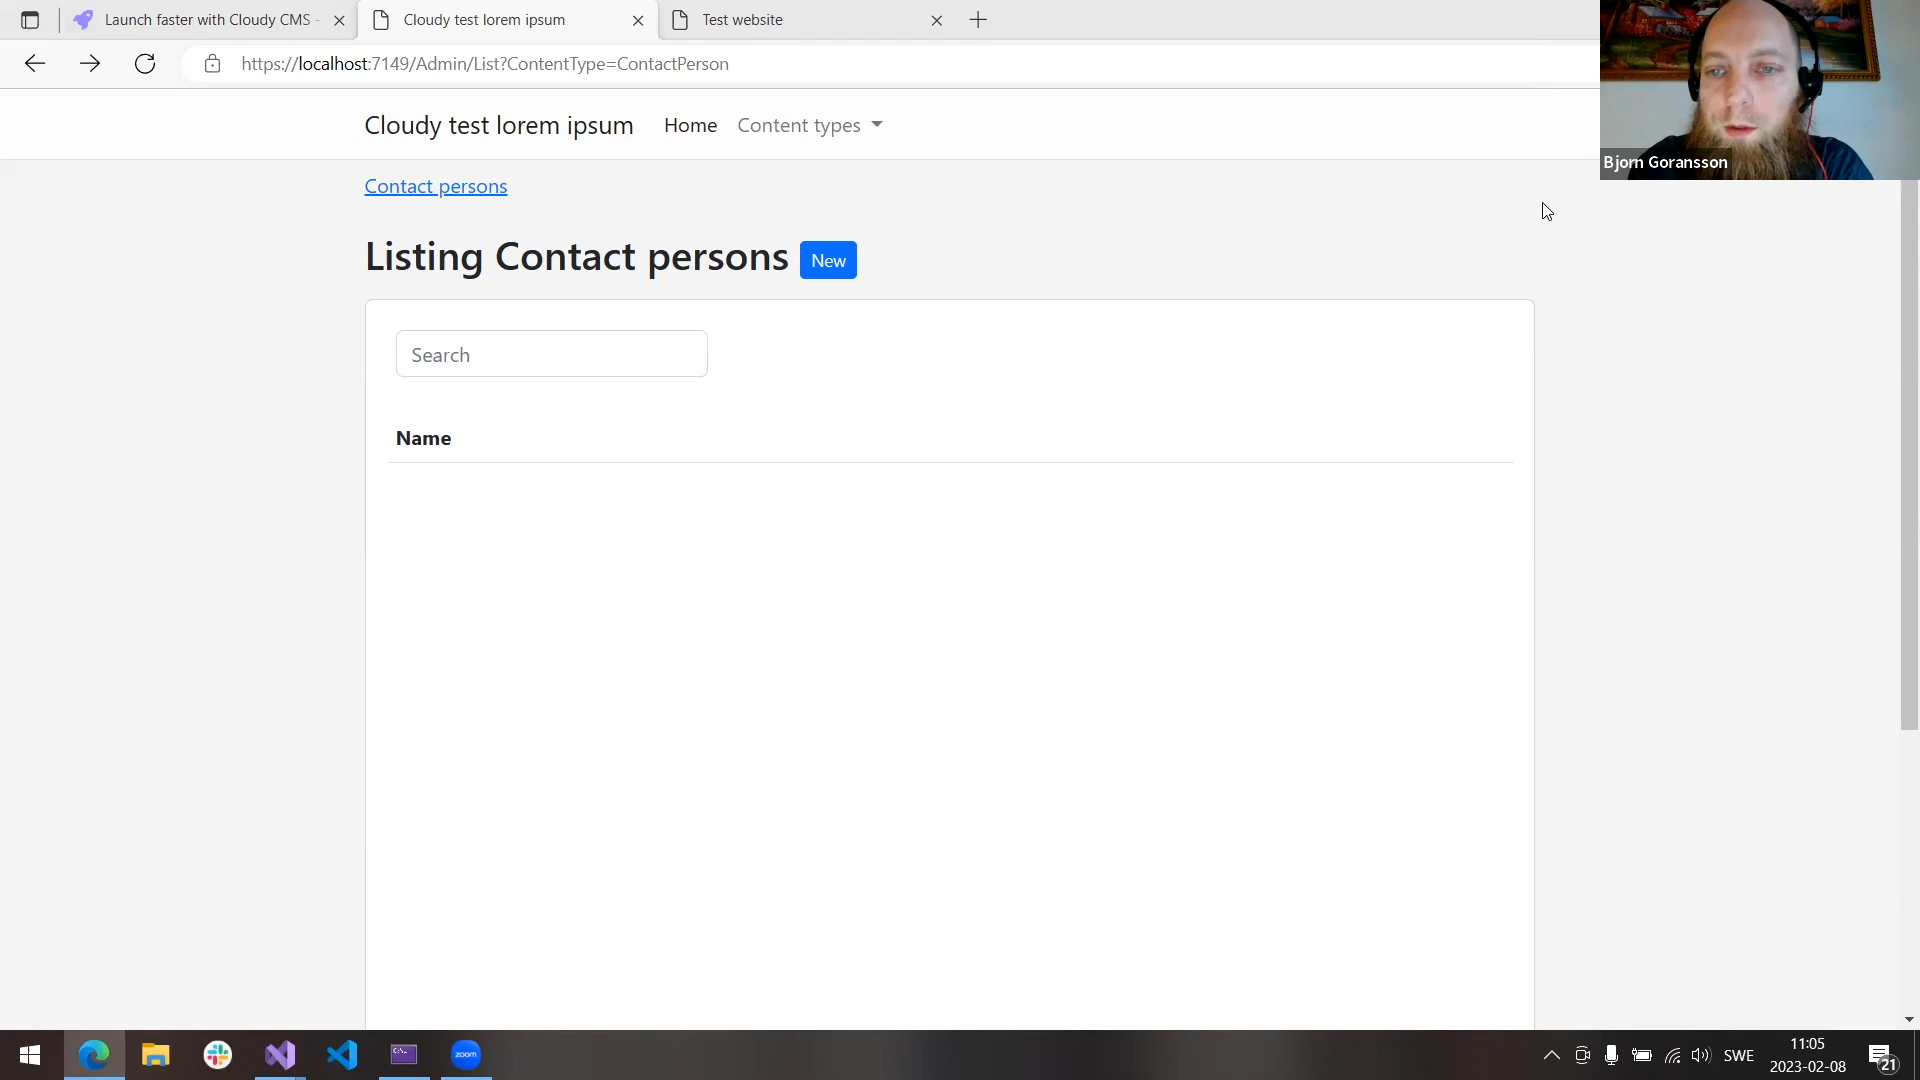 Launch faster with Cloudy CMS -
Cloudy test lorem ipsum
Test website
https://localhost:7149/Admin/List?ContentType=ContactPerson
Cloudy test lorem ipsum
Home
Content types
Bjorn Goransson
Contact persons
Listing Contact persons
New
Search
Name
C:\_
zoom
SWE
11:05
2023-02-08
21